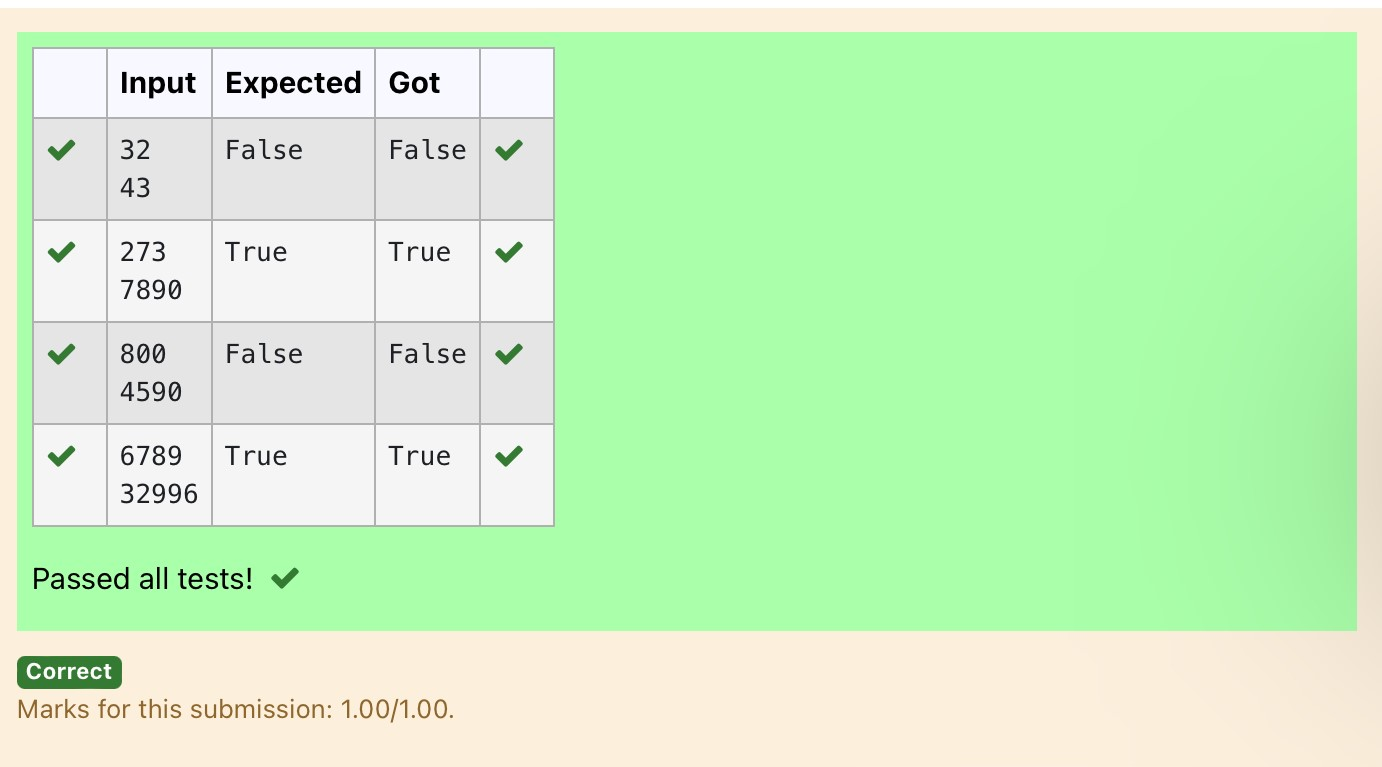 Input Expected Got
32 False False
43
273 True True
7890
800 False False
4590
6789 True True
32996
Passed all tests!
Correct
Marks for this submission: 1.00/1.00.